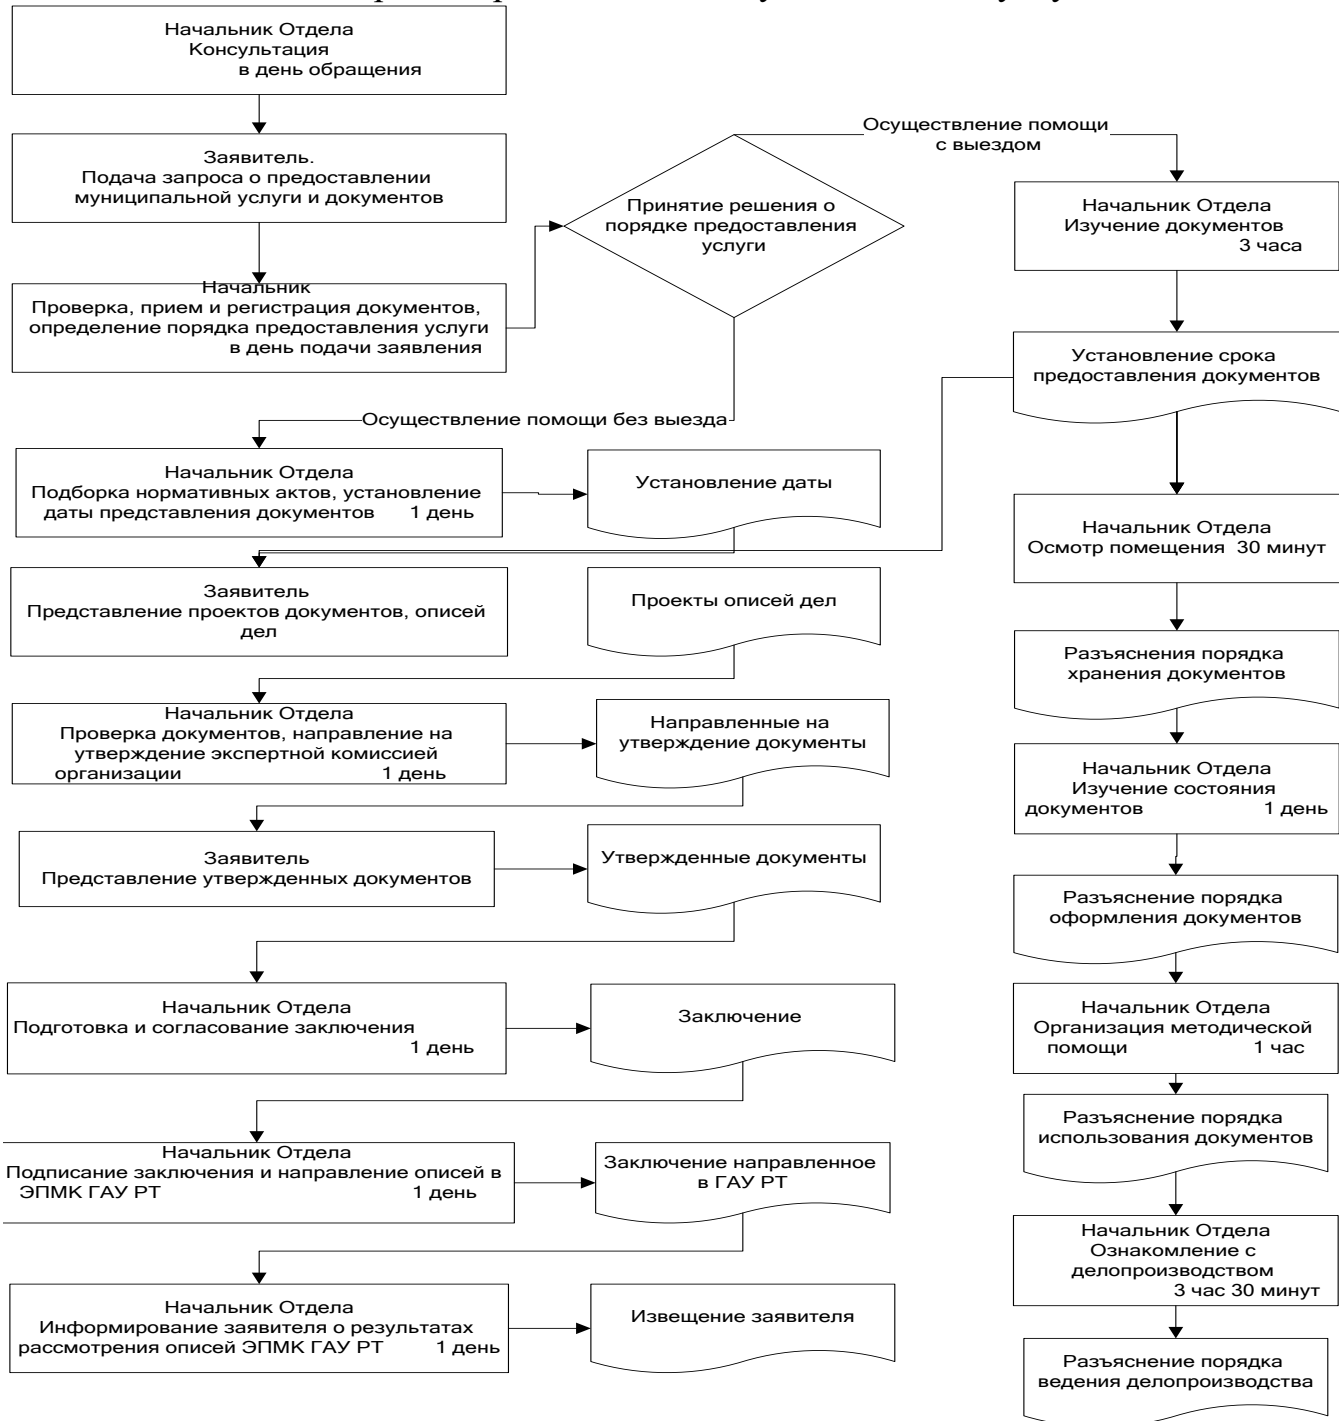 Начальник Отдела
Консультация
в день обращения
Заявитель.
Подача запроса о предоставлении
муниципальной услуги и документов
Начальник
Проверка, прием и регистрация документов,
определение порядка предоставления услуги
в день подачи заявления
Принятие решения о
порядке предоставления
услуги
Осуществление помощи
с выездом
Осуществление помощи без выезда
Начальник Отдела
Подборка нормативных актов, установление
даты представления документов 1 день
Установление даты
Заявитель
Представление проектов документов, описей
дел
Проекты описей дел
Начальник Отдела
Проверка документов, направление на
утверждение экспертной комиссией
организации 1 день
Направленные на
утверждение документы
Заявитель
Представление утвержденных документов
Утвержденные документы
Начальник Отдела
Подготовка и согласование заключения
1 день
Заключение
Начальник Отдела
Подписание заключения и направление описей в
ЭПМК ГАУ РТ 1 день
Заключение направленное
в ГАУ РТ
Начальник Отдела
Информирование заявителя о результатах
рассмотрения описей ЭПМК ГАУ РТ 1 день
Извещение заявителя
Начальник Отдела
Изучение документов
3 часа
Установление срока
предоставления документов
Начальник Отдела
Осмотр помещения 30 минут
Разъяснения порядка
хранения документов
Начальник Отдела
Изучение состояния
документов 1 день
Разъяснение порядка
оформления документов
Начальник Отдела
Организация методической
помощи 1 час
Разъяснение порядка
использования документов
Начальник Отдела
Ознакомление с
делопроизводством
3 час 30 минут
Разъяснение порядка
ведения делопроизводства